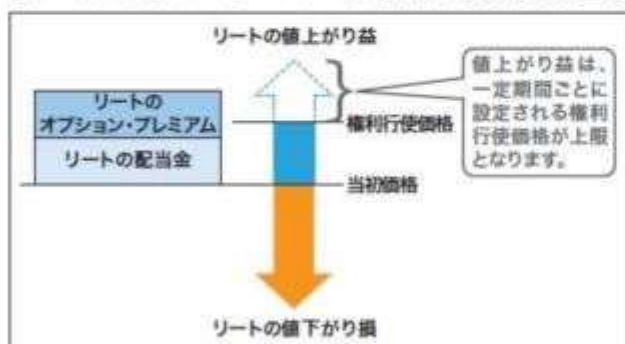 リートの値上がり益
リートの
オプション・プレミアム
リートの配当金
権利行使価格
当初価格
値上がり益は、
一定期間ごとに
設定される権利
行使価格が上限
となります。
リートの値下がり損